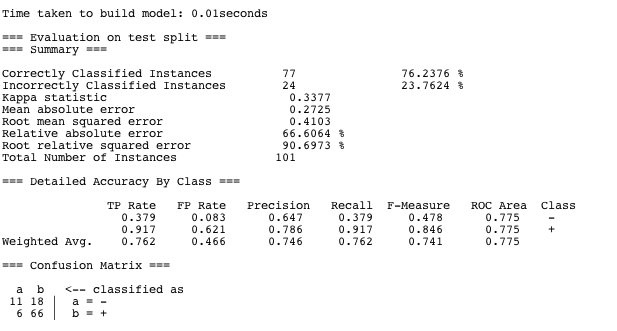 Time taken to build model: 0.01seconds
=== Evaluation on test split ===
=== Summary ===
Correctly Classified Instances 77 76.2376 %
Incorrectly Classified Instances 24 23.7624 %
Kappa statistic 0.3377
Mean absolute error 0.2725
Root mean squared error 0.4103
Relative absolute error 66.6064 %
Root relative squared error 90.6973 %
Total Number of Instances 101
=== Detailed Accuracy By Class ===
TP Rate FP Rate Precision Recall F-Measure ROC Area Class
0.379 0.083 0.647 0.379 0.478 0.775 -
0.917 0.621 0.786 0.917 0.846 0.775 +
Weighted Avg. 0.762 0.466 0.746 0.762 0.741 0.775
=== Confusion Matrix ===
a b <-- classified as
11 18 | a = -
6 66 | b = +